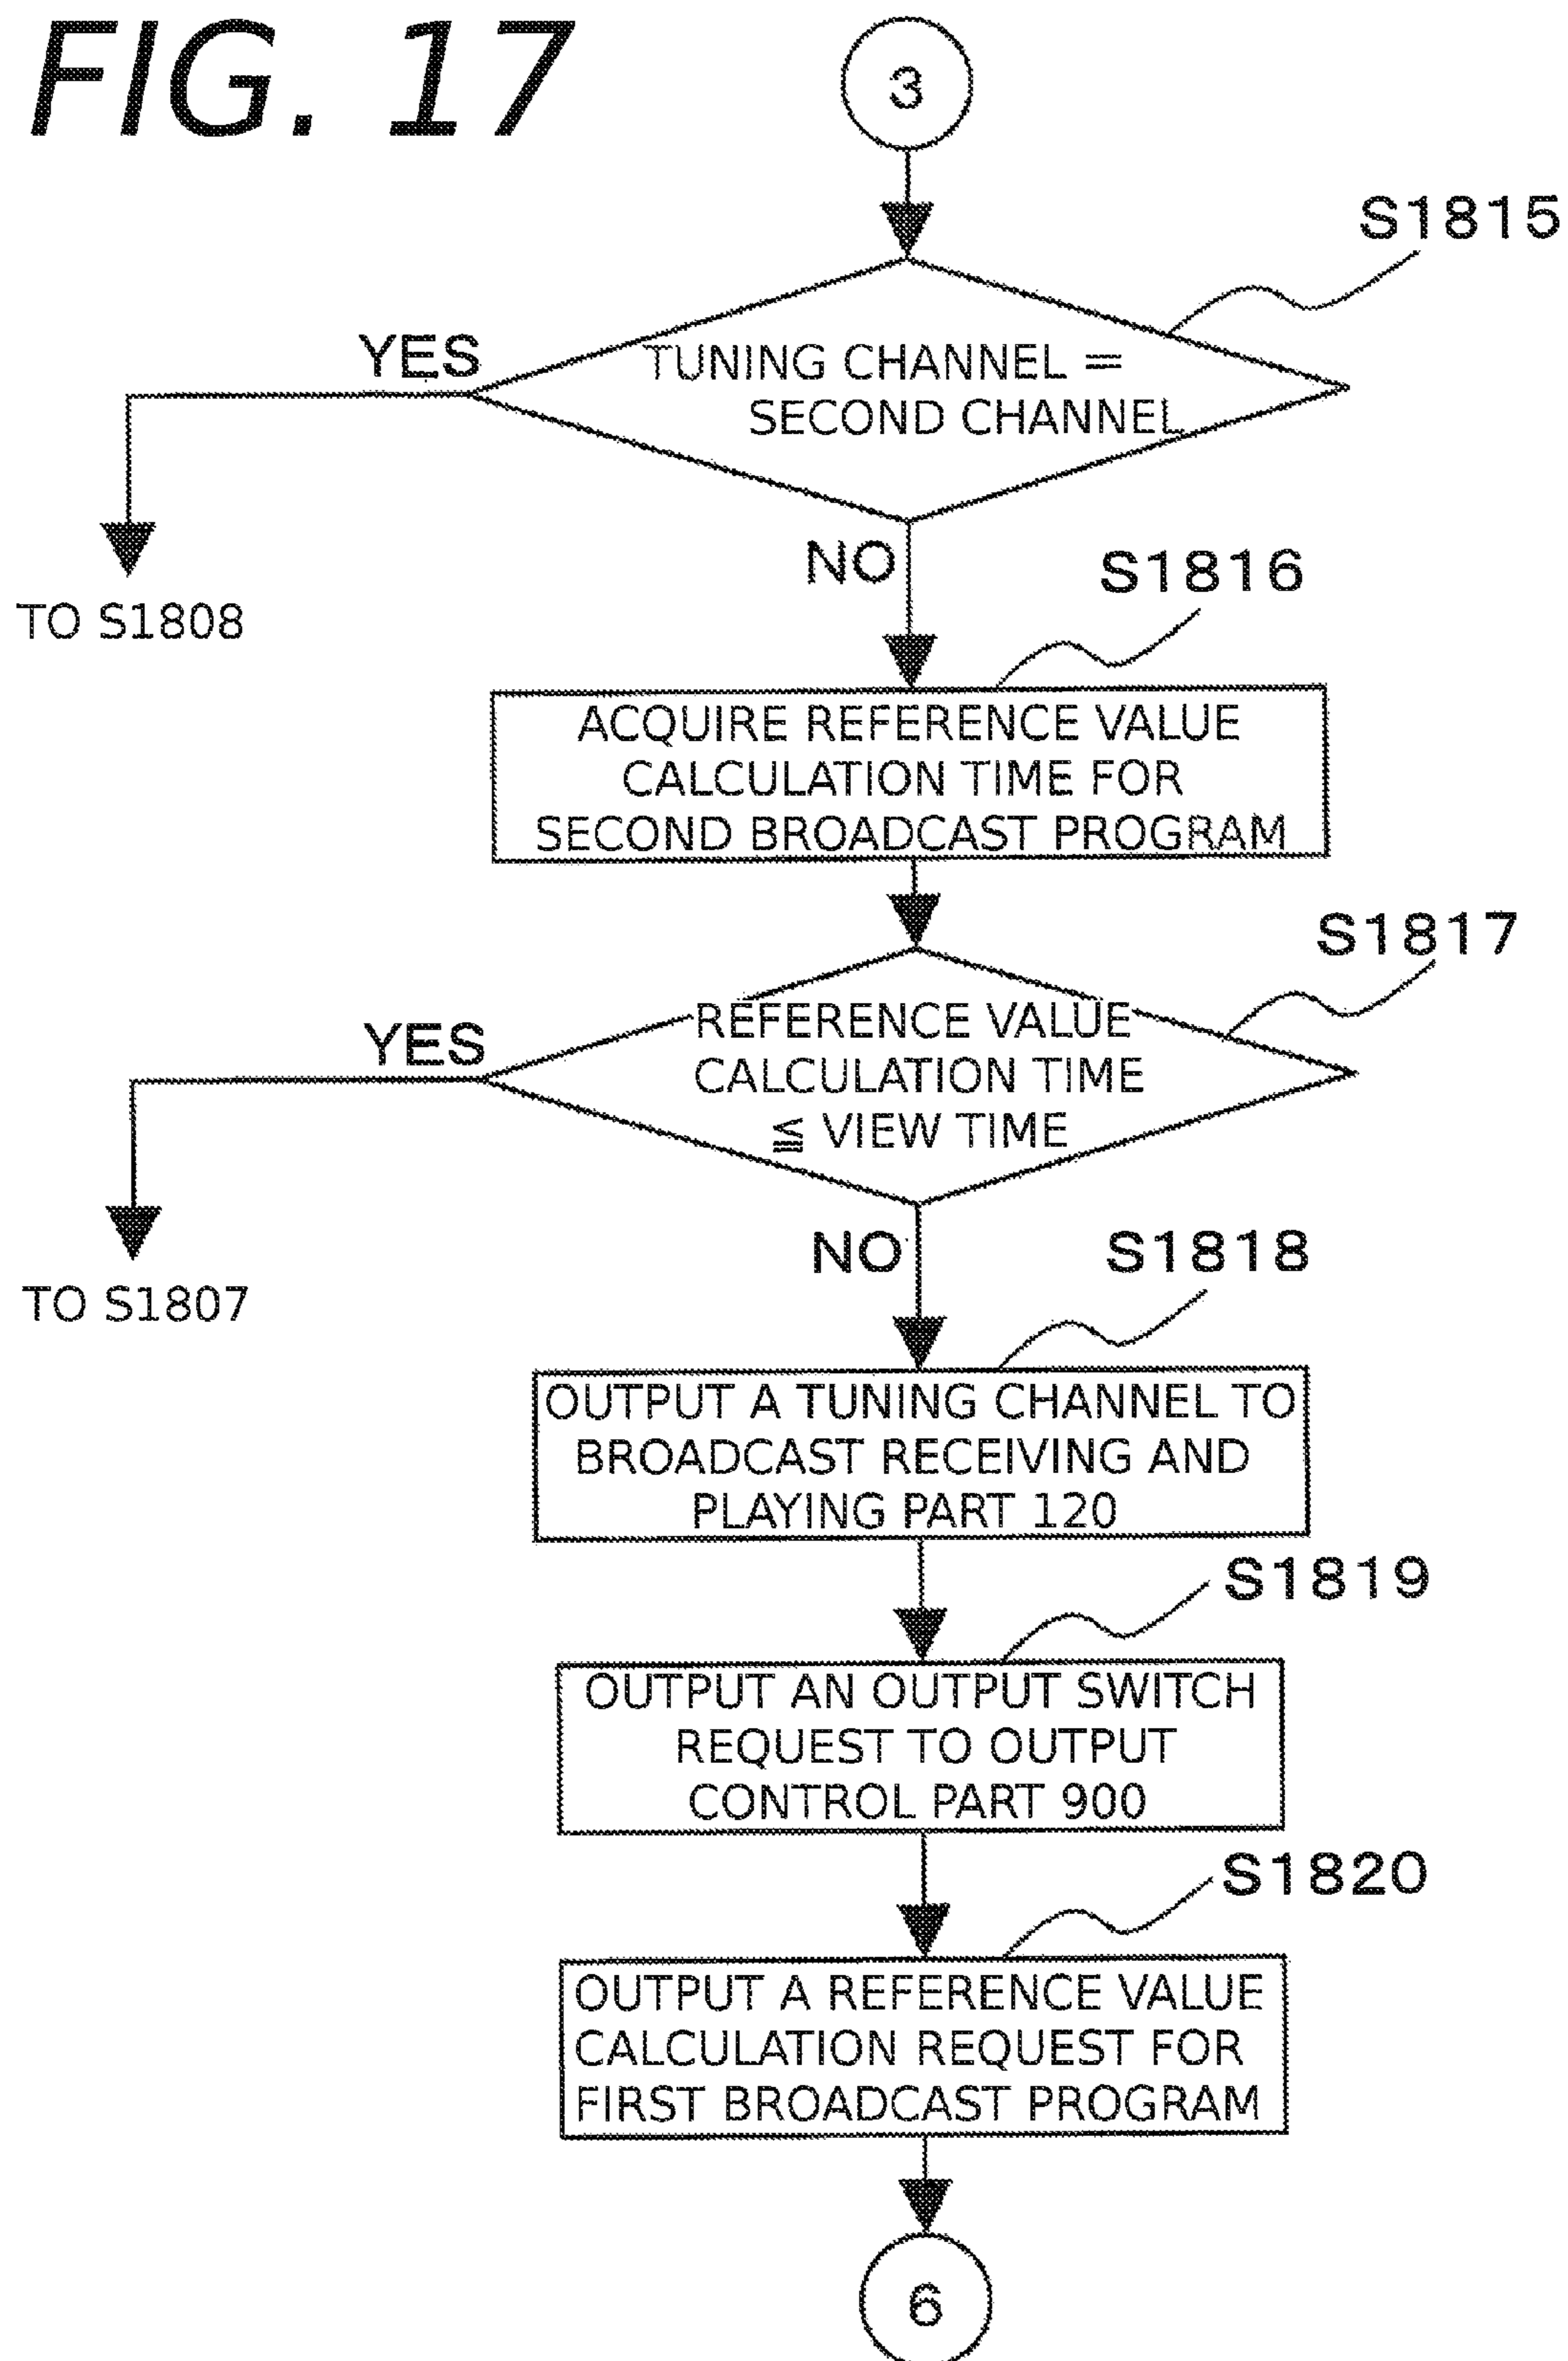 FIG. 17
3
S1815
YES
TUNING CHANNEL =
SECOND CHANNEL
NO
S1816
TO S1808
ACQUIRE REFERENCE VALUE
CALCULATION TIME FOR
SECOND BROADCAST PROGRAM
S1817
YES
REFERENCE VALUE
CALCULATION TIME
≦ VIEW TIME
NO
S1818
TO S1807
OUTPUT A TUNING CHANNEL TO
BROADCAST RECEIVING AND
PLAYING PART 120
S1819
OUTPUT AN OUTPUT SWITCH
REQUEST TO OUTPUT
CONTROL PART 900
S1820
OUTPUT A REFERENCE VALUE
CALCULATION REQUEST FOR
FIRST BROADCAST PROGRAM
6